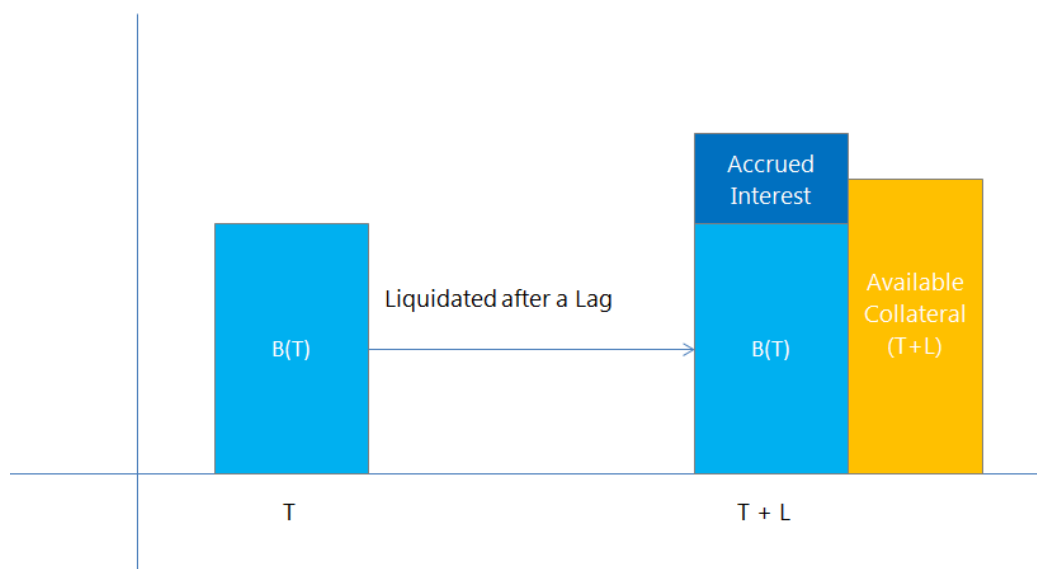 Accrued
Interest
Liquidated after a Lag
Available
Collateral
(T+L)
B(T)
B(T)
T
T + L